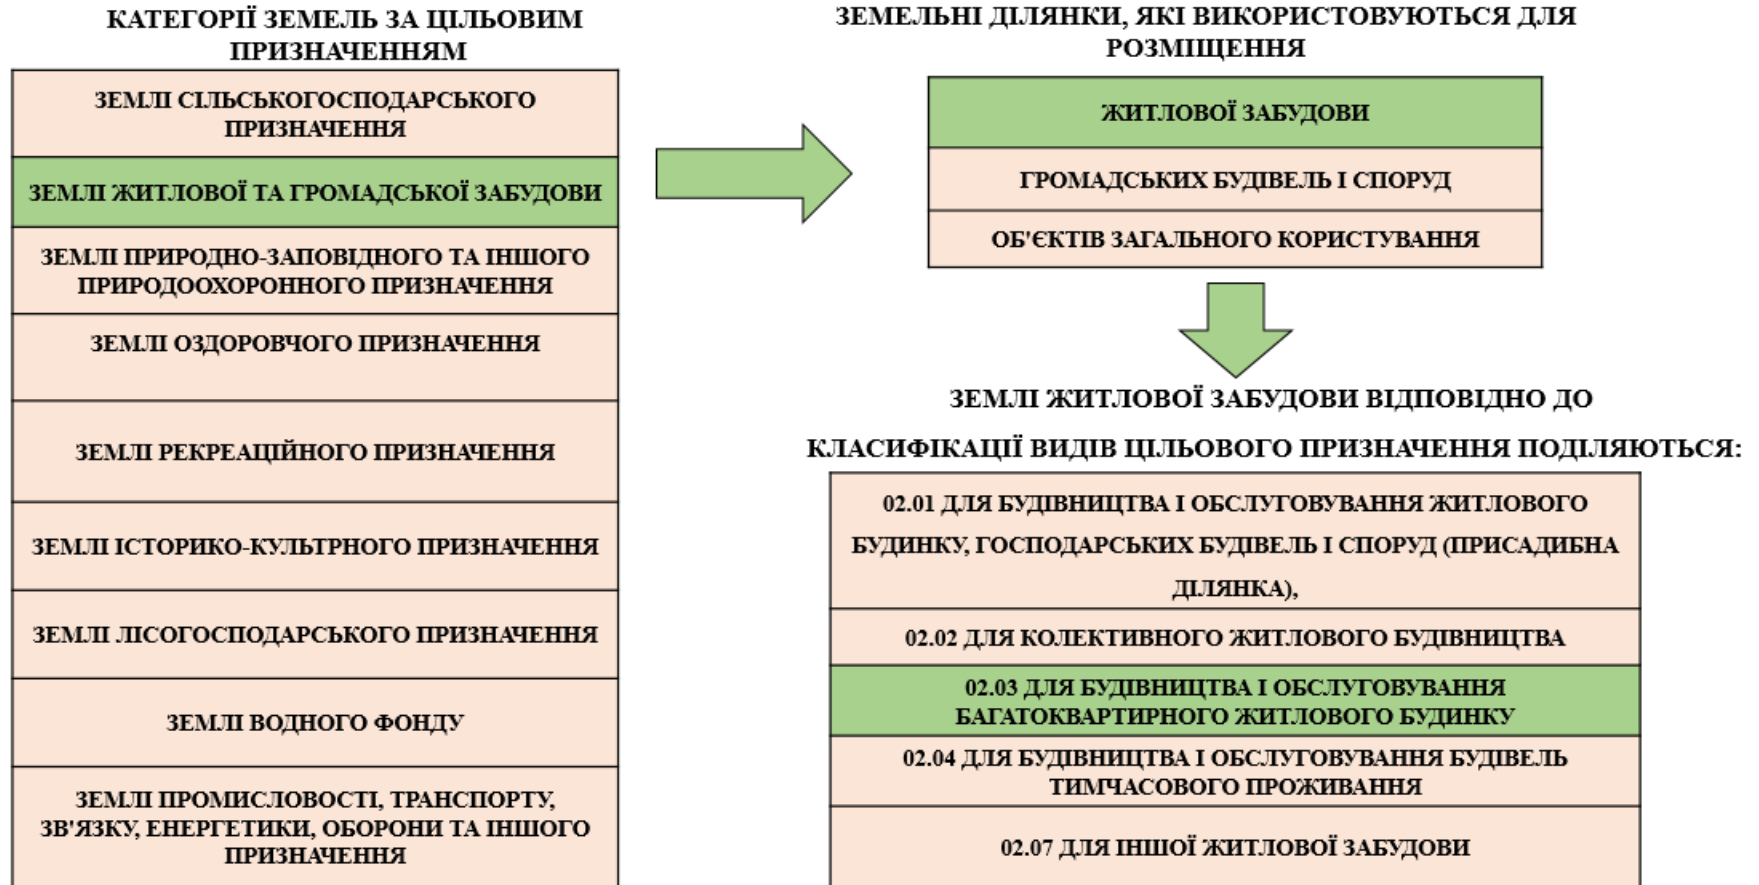 КАТЕГОРІЇ ЗЕМЕЛЬ ЗА ЦІЛЬОВИМ
ПРИЗНАЧЕННЯМ
ЗЕМЛІ СІЛЬСЬКОГОСПОДАРСЬКОГО
ПРИЗНАЧЕННЯ
ЗЕМЛІ ЖИТЛОВОЇ ТА ГРОМАДСЬКОЇ ЗАБУДОВИ
ЗЕМЛІ ПРИРОДНО-ЗАПОВІДНОГО ТА ІНШОГО
ПРИРОДООХОРОННОГО ПРИЗНАЧЕННЯ
ЗЕМЛІ ОЗДОРОВЧОГО ПРИЗНАЧЕННЯ
ЗЕМЛІ РЕКРЕАЦІЙНОГО ПРИЗНАЧЕННЯ
ЗЕМЛІ ІСТОРИКО-КУЛЬТРНОГО ПРИЗНАЧЕННЯ
ЗЕМЛІ ЛІСОГОСПОДАРСЬКОГО ПРИЗНАЧЕННЯ
ЗЕМЛІ ВОДНОГО ФОНДУ
ЗЕМЛІ ПРОМИСЛОВОСТІ, ТРАНСПОРТУ,
ЗВ'ЯЗКУ, ЕНЕРГЕТИКИ, ОБОРОНИ ТА ІНШОГО
ПРИЗНАЧЕННЯ
ЗЕМЕЛЬНІ ДІЛЯНКИ, ЯКІ ВИКОРИСТОВУЮТЬСЯ ДЛЯ
РОЗМІЩЕННЯ
ЖИТЛОВОЇ ЗАБУДОВИ
ГРОМАДСЬКИХ БУДІВЕЛЬ І СПОРУД
ОБ'ЄКТІВ ЗАГАЛЬНОГО КОРИСТУВАННЯ
ЗЕМЛІ ЖИТЛОВОЇ ЗАБУДОВИ ВІДПОВІДНО ДО
КЛАСИФІКАЦІЇ ВИДІВ ЦІЛЬОВОГО ПРИЗНАЧЕННЯ ПОДІЛЯЮТЬСЯ:
02.01 ДЛЯ БУДІВНИЦТВА І ОБСЛУГОВУВАННЯ ЖИТЛОВОГО
БУДИНКУ, ГОСПОДАРСЬКИХ БУДІВЕЛЬ І СПОРУД (ПРИСАДИБНА
ДІЛЯНКА),
02.02 ДЛЯ КОЛЕКТИВНОГО ЖИТЛОВОГО БУДІВНИЦТВА
02.03 ДЛЯ БУДІВНИЦТВА І ОБСЛУГОВУВАННЯ
БАГАТОКВАРТИРНОГО ЖИТЛОВОГО БУДИНКУ
02.04 ДЛЯ БУДІВНИЦТВА І ОБСЛУГОВУВАННЯ БУДІВЕЛЬ
ТИМЧАСОВОГО ПРОЖИВАННЯ
02.07 ДЛЯ ІНШОЇ ЖИТЛОВОЇ ЗАБУДОВИ